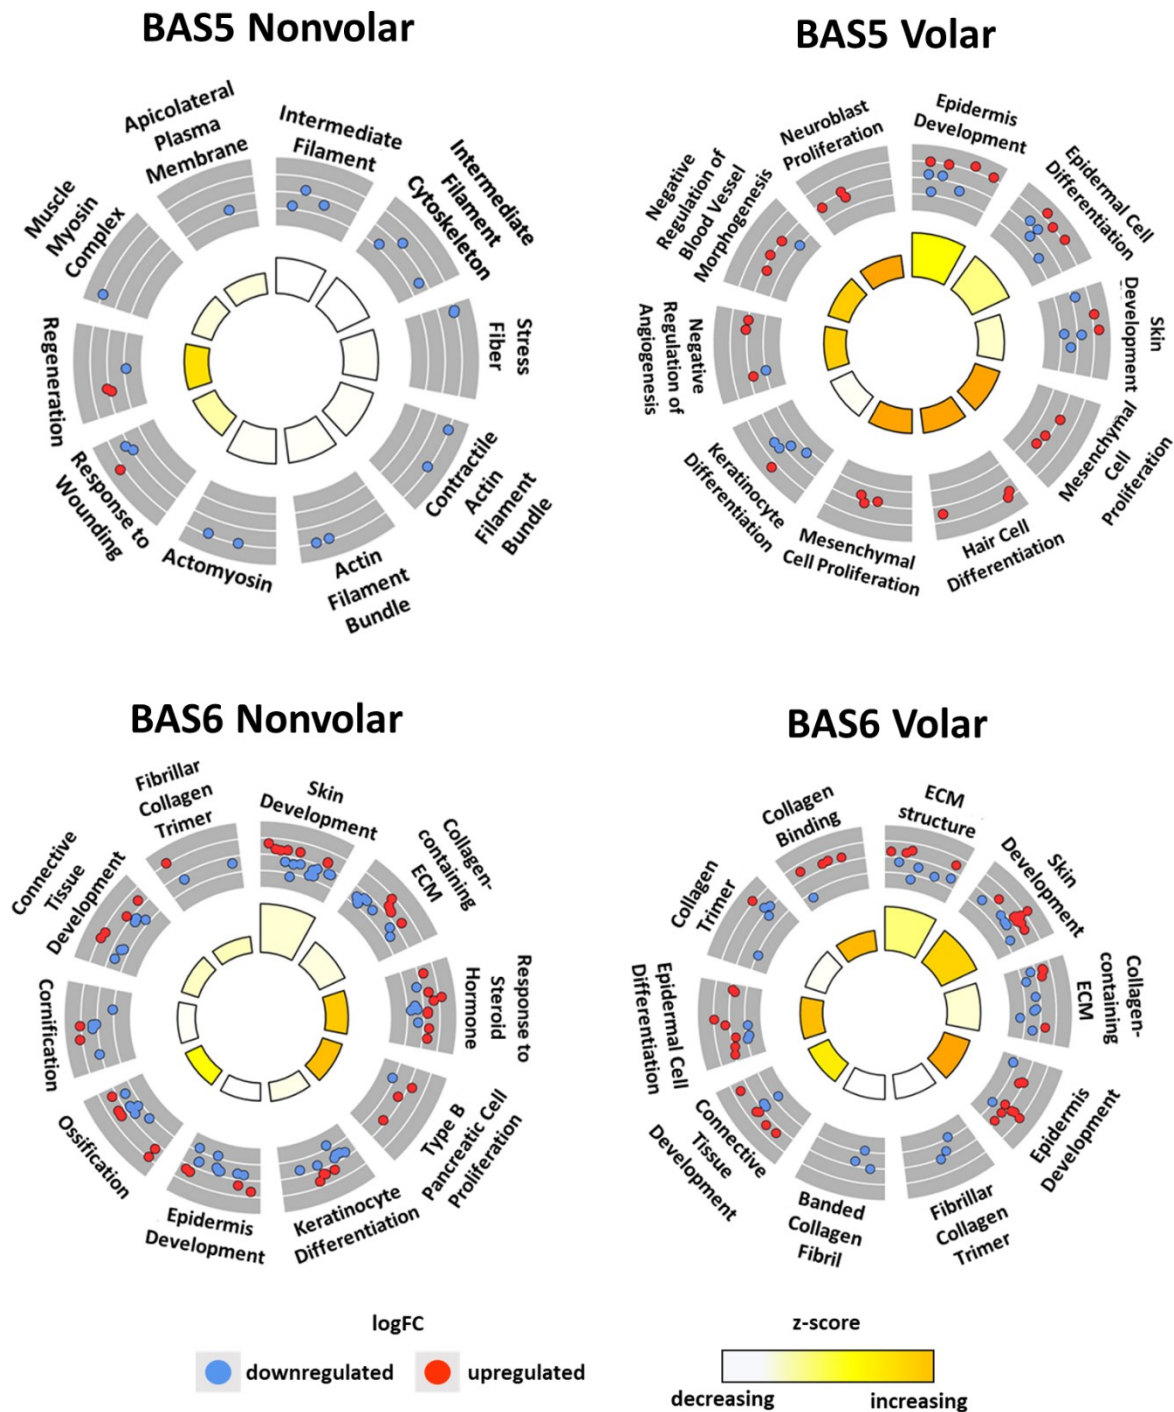 BAS5 Nonvolar
Apicolateral
Plasma
Membrane
Intermediate
Filament
Intermediate
Filament
Cytoskeleton
Stress
Fiber
Contractile
Actin
Filament
Bundle
Actin
Filament
Bundle
Actomyosin
Response to
Wounding
Regeneration
Muscle
Myosin
Complex
BAS5 Volar
Neuroblast
Proliferation
Epidermis
Development
Epidermal Cell
Differentiation
Skin
Development
Mesenchymal
Cell
Proliferation
Hair Cell
Differentiation
Mesenchymal
Cell Proliferation
Keratinocyte
Differentiation
Negative
Regulation of
Angiogenesis
Negative
Regulation of
Blood Vessel
Morphogenesis
BAS6 Nonvolar
Fibrillar
Collagen
Trimer
Skin
Development
Collagen-
containing
ECM
Response to
Steroid
Hormone
Type B
Pancreatic Cell
Proliferation
Keratinocyte
Differentiation
Epidermis
Development
Ossification
Cornification
Connective
Tissue
Development
BAS6 Volar
Collagen
Binding
ECM
structure
Skin
Development
Collagen-
containing
ECM
Epidermis
Development
Fibrillar
Collagen
Trimer
Banded
Collagen
Fibril
Connective
Tissue
Development
Epidermal Cell
Differentiation
Collagen
Trimer
logFC
downregulated
upregulated
z-score
decreasing
increasing